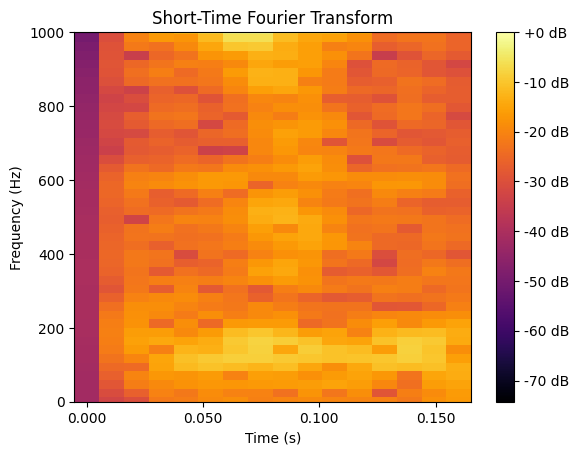 Short-Time Fourier Transform
1000
800
600
400
200
0
Frequency (Hz)
0.000
0.050
0.100
0.150
Time (s)
+0 dB
-10 dB
-20 dB
-30 dB
-40 dB
-50 dB
-60 dB
-70 dB